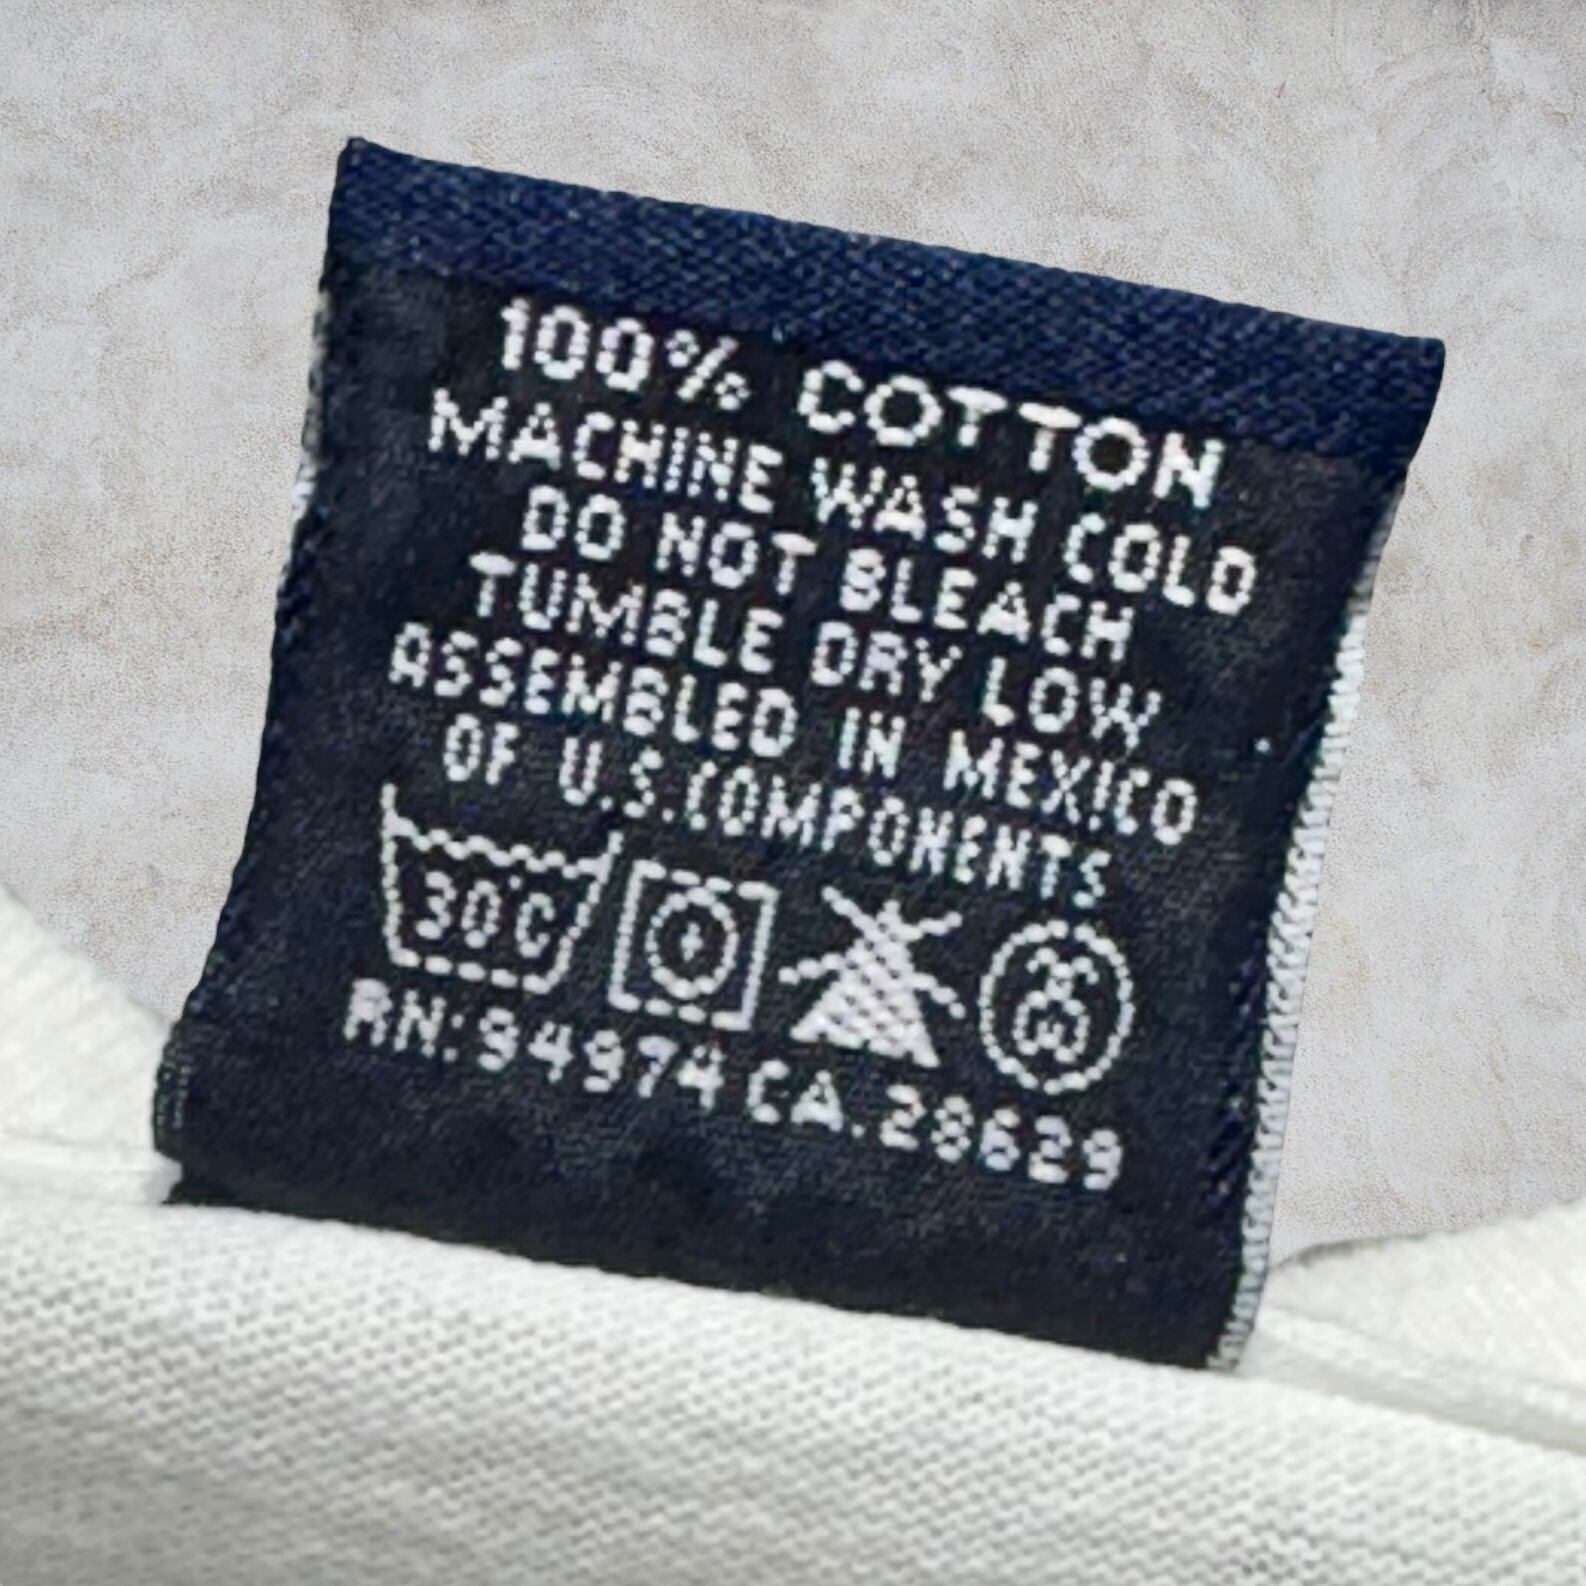 100% COTTON
MACHINE WASH COLD
DO NOT BLEACH
TUMBLE DRY LOW
ASSEMBLED IN MEXICO
OF U.S.COMPONENTS
30°C
RN:94974 CA.28629